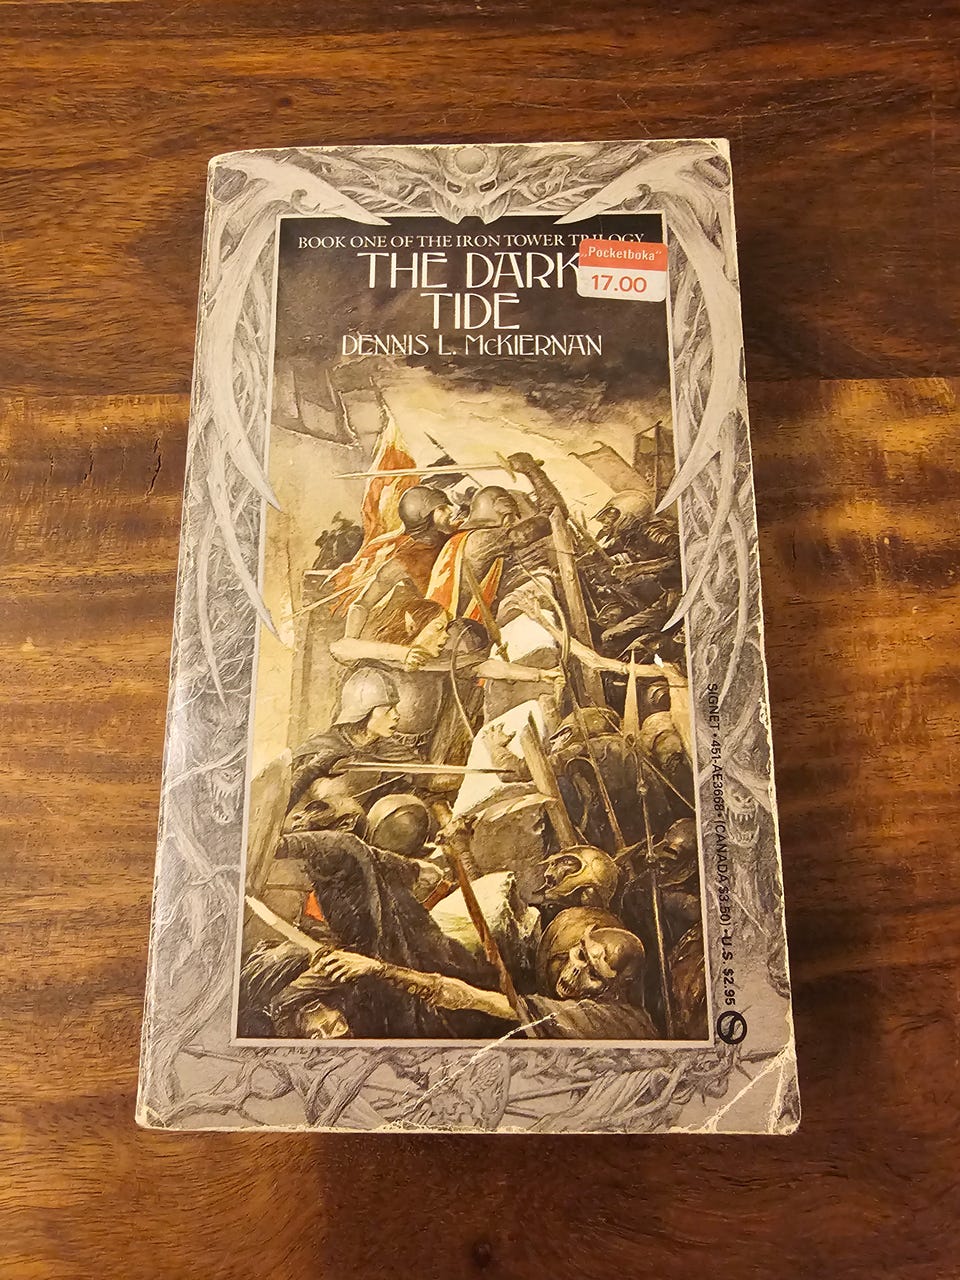 BOOK ONE OF THE IRON TOWER TRILOGY
THE DARK
TIDE
DENNIS L. McKIERNAN
„Pocketboka"
17.00
SIGNET • 451-AE3668 • (CANADA $3.50) • U.S. $2.95